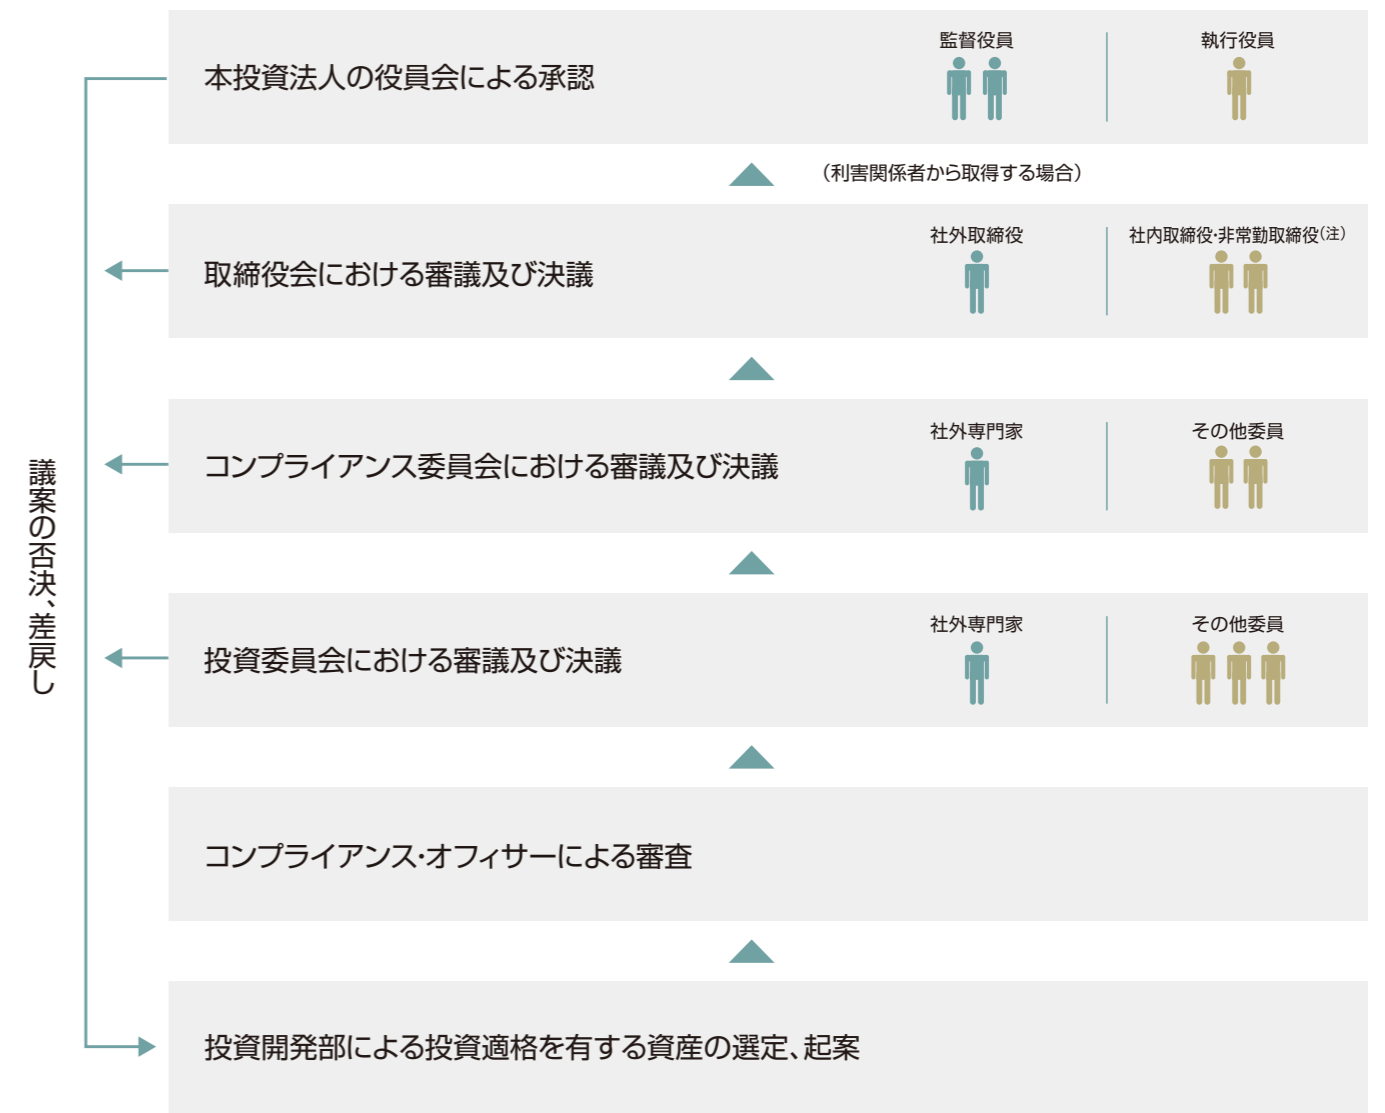 本投資法人の役員会による承認
監督役員
執行役員
（利害関係者から取得する場合）
取締役会における審議及び決議
社外取締役
社内取締役・非常勤取締役（注）
コンプライアンス委員会における審議及び決議
社外専門家
その他委員
投資委員会における審議及び決議
社外専門家
その他委員
コンプライアンス・オフィサーによる審査
投資開発部による投資適格を有する資産の選定、起案
議案の否決、差戻し